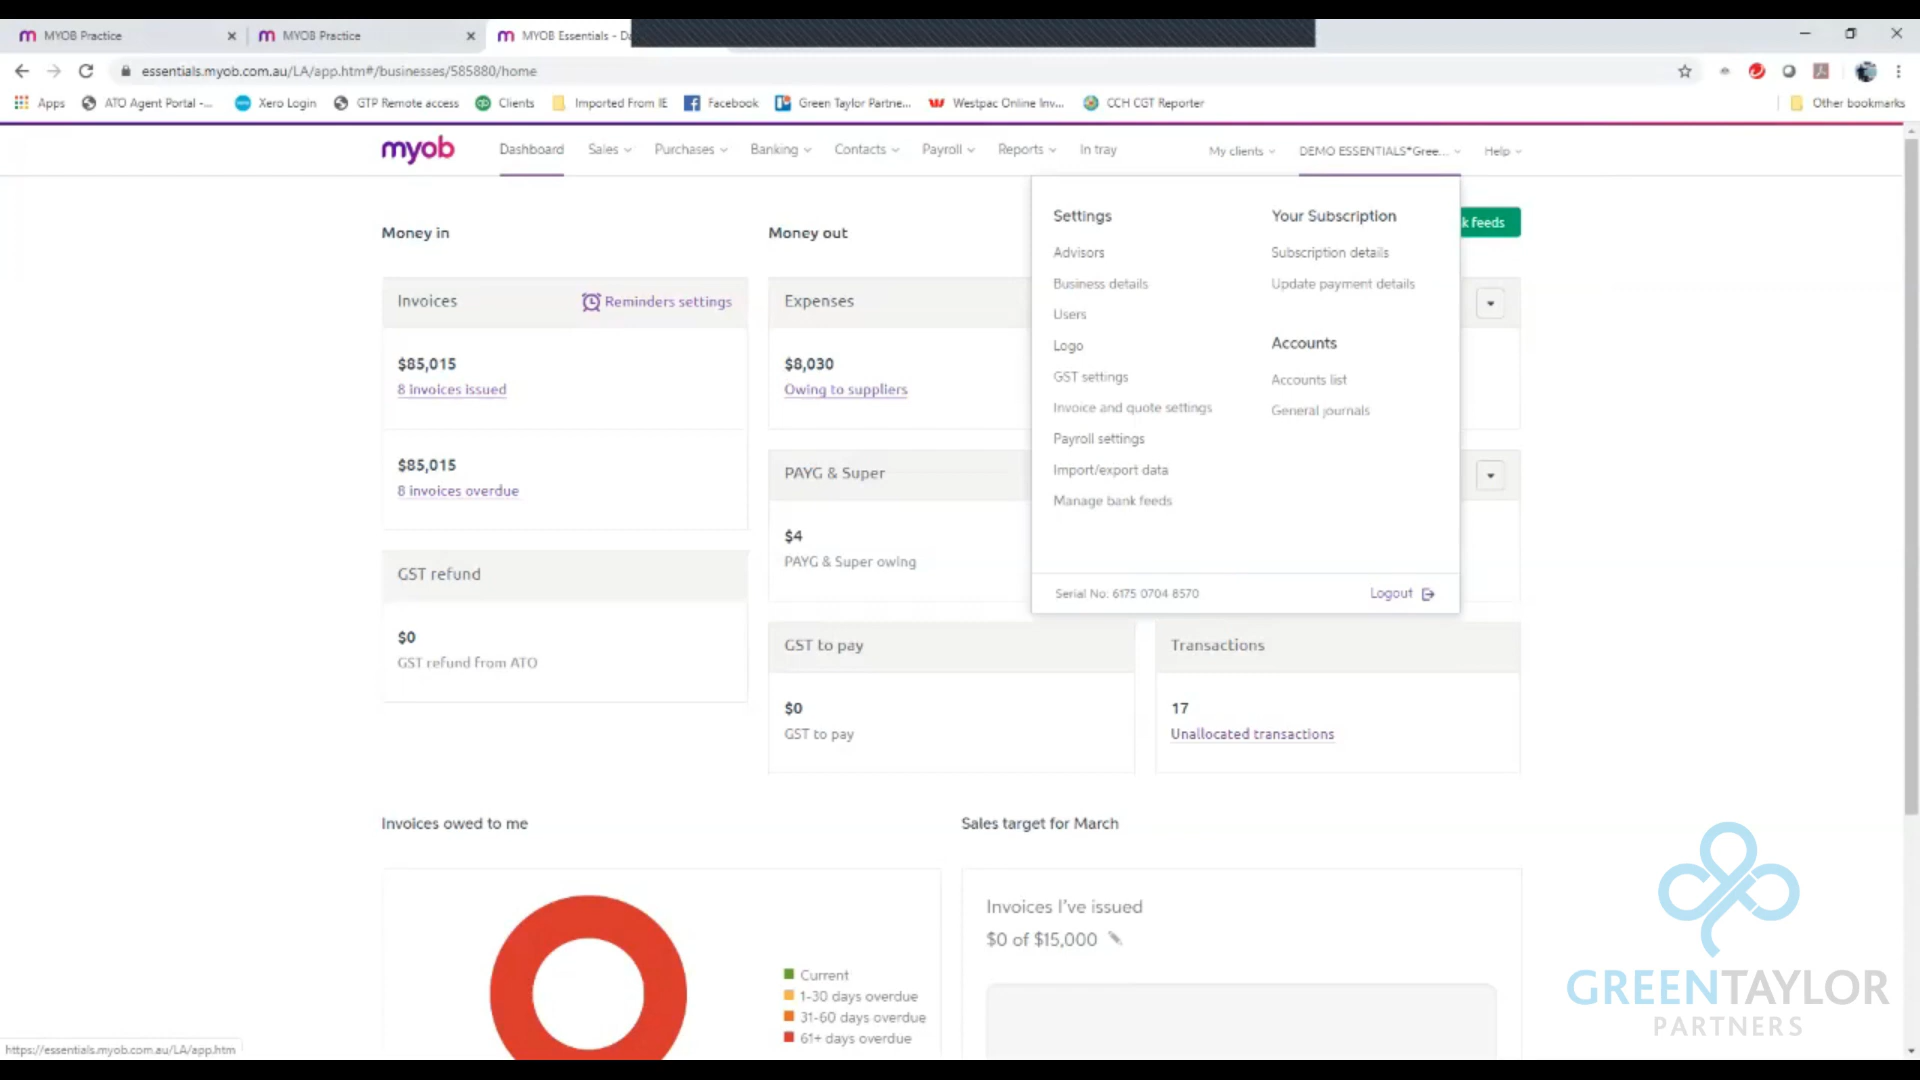 MYOB Practice
MYOB Practice
MYOB Essentials - Da
essentials.myob.com.au/LA/app.htm#/businesses/585880/home
Apps
ATO Agent Portal -...
Xero Login
GTP Remote access
Clients
Imported From IE
Facebook
Green Taylor Partne...
Westpac Online Inv...
CCH CGT Reporter
Other bookmarks
myob
Dashboard
Sales
Purchases
Banking
Contacts
Payroll
Reports
In tray
My clients
DEMO ESSENTIALS*Gree...
Help
Settings
Advisors
Business details
Users
Logo
GST settings
Invoice and quote settings
Payroll settings
Import/export data
Manage bank feeds
Your Subscription
Subscription details
Update payment details
Accounts
Accounts list
General journals
Serial No: 6175 0704 8570
Logout
k feeds
Money in
Invoices
Reminders settings
$85,015
8 invoices issued
$85,015
8 invoices overdue
GST refund
$0
GST refund from ATO
Money out
Expenses
$8,030
Owing to suppliers
PAYG & Super
$4
PAYG & Super owing
GST to pay
$0
GST to pay
Transactions
17
Unallocated transactions
Invoices owed to me
Current
1-30 days overdue
31-60 days overdue
61+ days overdue
Sales target for March
Invoices I've issued
$0 of $15,000
GREENTAYLOR
PARTNERS
https://essentials.myob.com.au/LA/app.htm